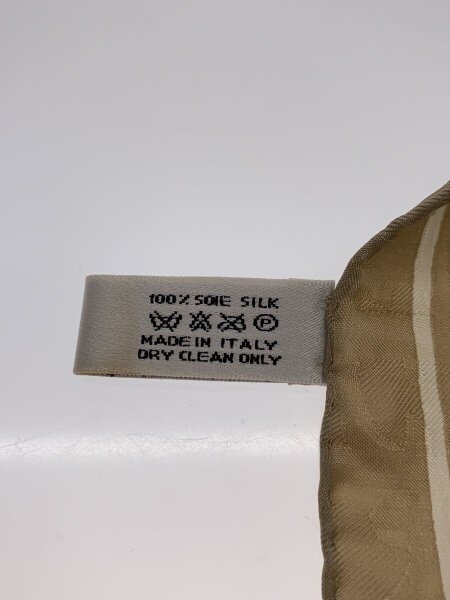 100% SOIE SILK
Ⓟ
MADE IN ITALY
DRY CLEAN ONLY